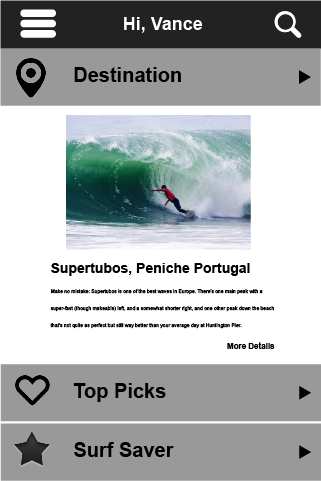 Hi, Vance
Destination
Supertubos, Peniche Portugal
Make no mistake: Supertubos is one of the best waves in Europe. There's one main peak with a
super-fast (though makeable) left, and a somewhat shorter right, and one other peak down the beach
that's not quite as perfect but still way better than your average day at Huntington Pier.
More Details
Top Picks
Surf Saver